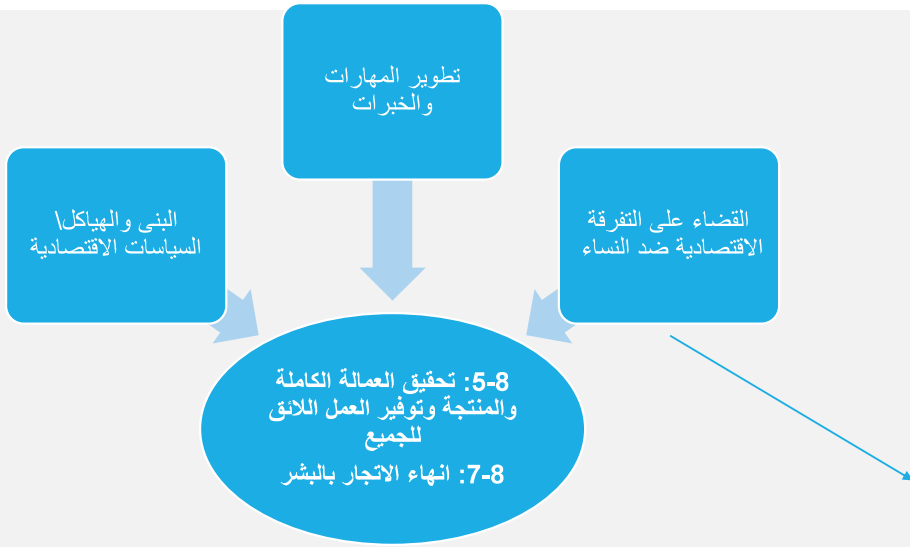 تطوير المهارات
والخبرات
القضاء على التفرقة
الاقتصادية ضد النساء
البنى والهياكل\
السياسات الاقتصادية
5-8: تحقيق العمالة الكاملة
والمنتجة وتوفير العمل اللائق
للجميع
7-8: انهاء الاتجار بالبشر